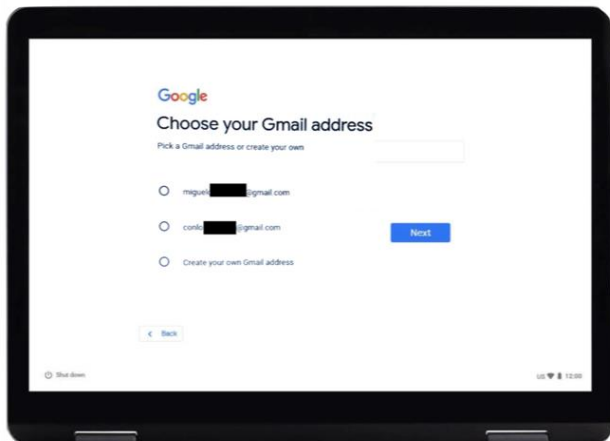 Google
Choose your Gmail address
Pick a Gmail address or create your own
miguel @gmail.com
conlo @gmail.com
Next
Create your own Gmail address
Back
Shut down
US 12:00